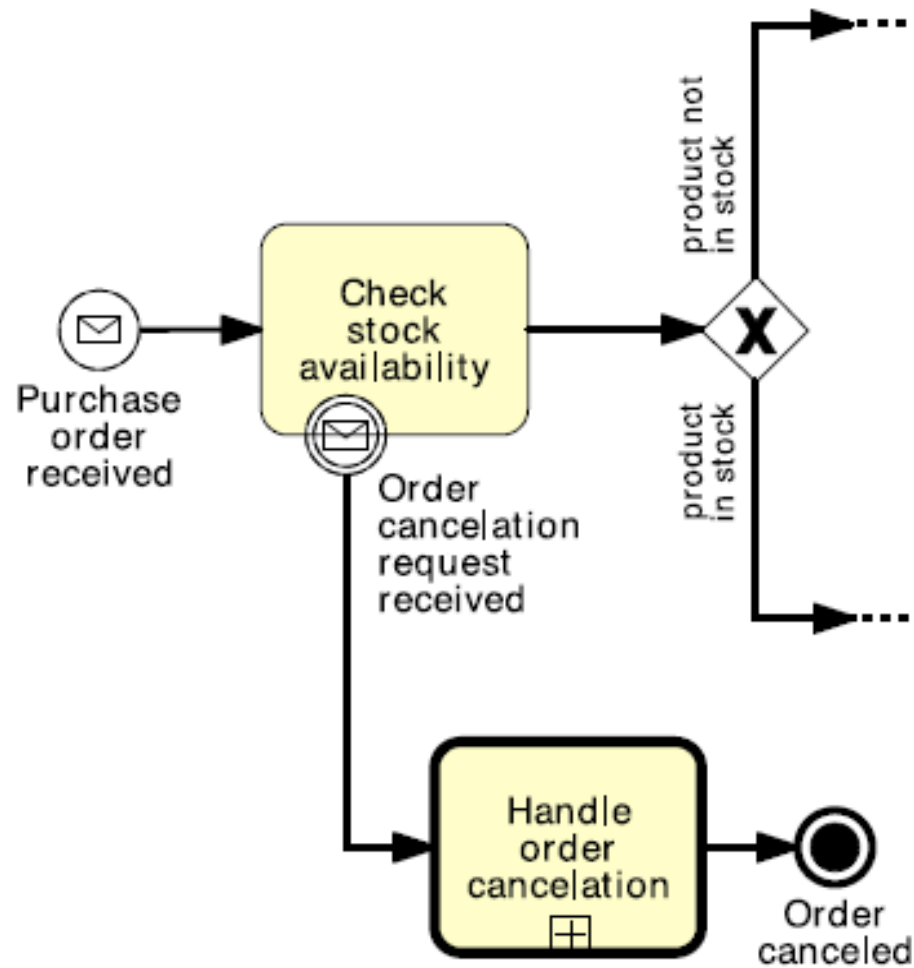 product not
in stock
Check
stock
availability
X
Purchase
order
received
product
in stock
Order
cancelation
request
received
Handle
order
cancelation
Order
canceled